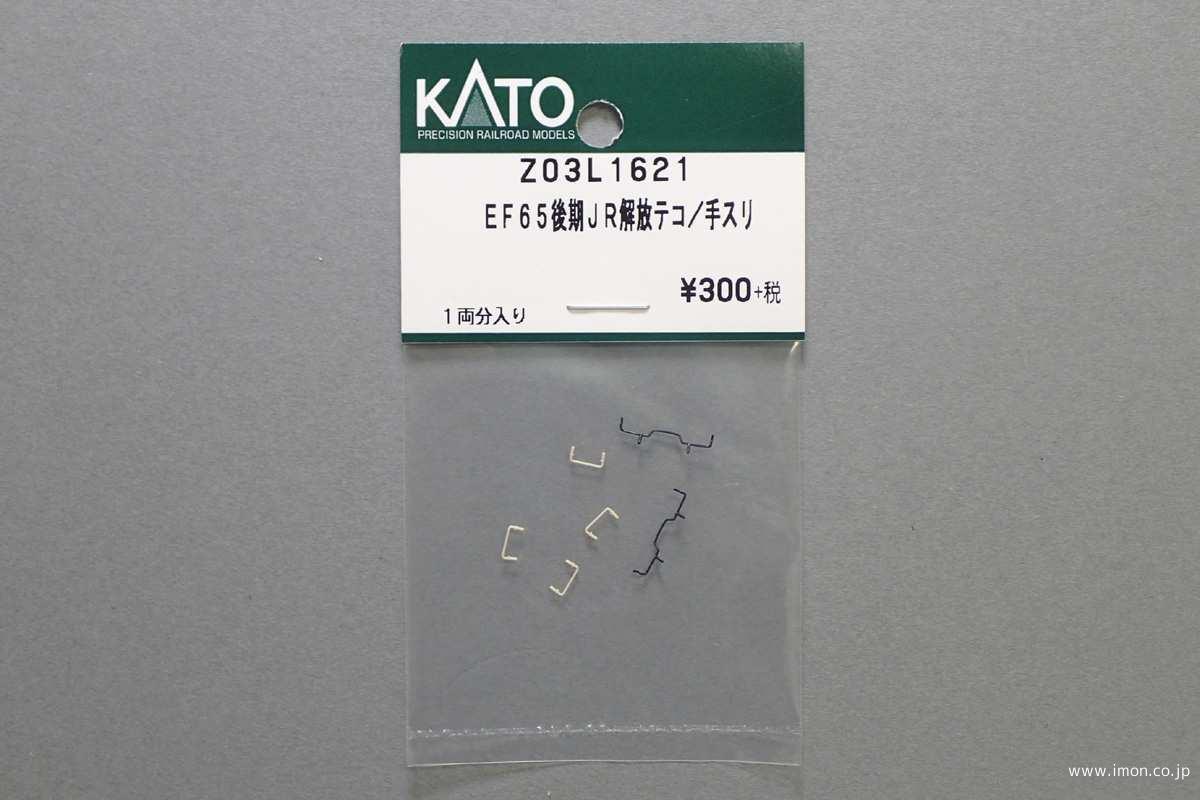 KATO
PRECISION RAILROAD MODELS
Z03L1621
EF65後期JR解放テコ/手スリ
¥300+税
1両分入り
www.imon.co.jp